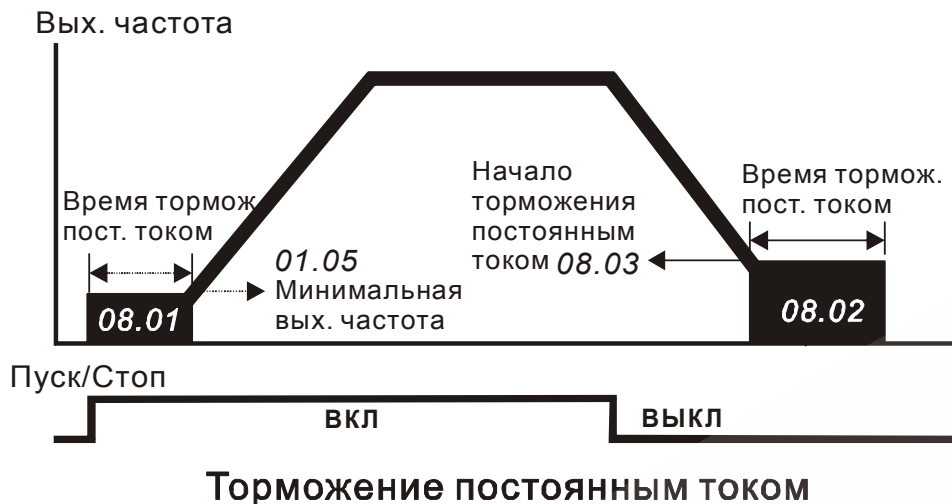 Вых. частота
Время тормож.
пост. током
01.05
Минимальная
вых. частота
Начало
торможения
постоянным
током 08.03
Время тормож.
пост. током
08.01
08.02
Пуск/Стоп
ВКЛ
ВЫКЛ
Торможение постоянным током